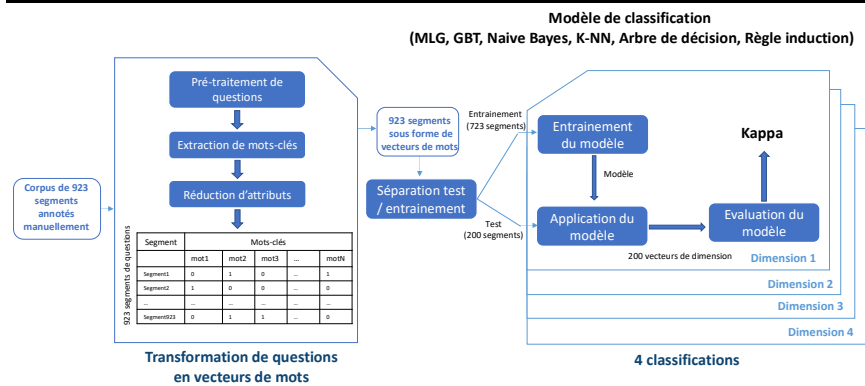 Modèle de classification
(MLG, GBT, Naive Bayes, K-NN, Arbre de décision, Règle induction)
Corpus de 923
segments
annotés
manuellement
Pré-traitement de
questions
Extraction de mots-clés
Réduction d'attributs
923 segments de questions
Segment Mots-clés
mot1 mot2 mot3 ... motN
Segment1 0 1 0 ... 1
Segment2 1 0 0 ... 0
... ... ... ... ...
Segment923 0 1 1 ... 0
Transformation de questions
en vecteurs de mots
923 segments
sous forme de
vecteurs de mots
Séparation test
/ entrainement
Entrainement
(723 segments)
Test
(200 segments)
Entrainement
du modèle
Modèle
Application du
modèle
200 vecteurs de dimension
Evaluation du
modèle
Kappa
Dimension 1
Dimension 2
Dimension 3
Dimension 4
4 classifications